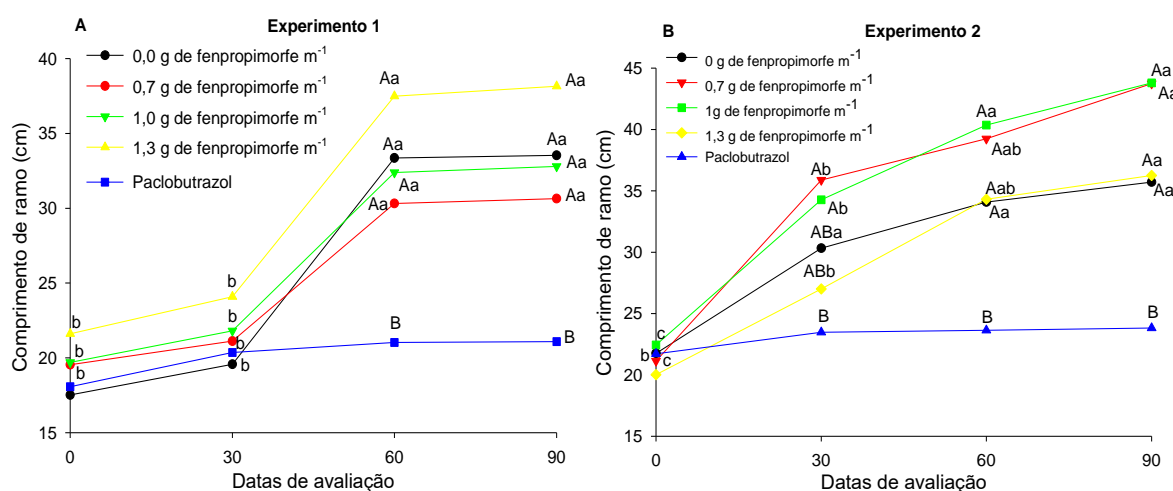 A
Experimento 1
0,0 g de fenpropimorfe m⁻¹
0,7 g de fenpropimorfe m⁻¹
1,0 g de fenpropimorfe m⁻¹
1,3 g de fenpropimorfe m⁻¹
Paclobutrazol
Comprimento de ramo (cm)
40
35
30
25
20
15
Aa
Aa
Aa
Aa
Aa
Aa
Aa
Aa
b
b
b
b
b
b
b
B
B
0
30
60
90
Datas de avaliação
B
Experimento 2
0 g de fenpropimorfe m⁻¹
0,7 g de fenpropimorfe m⁻¹
1g de fenpropimorfe m⁻¹
1,3 g de fenpropimorfe m⁻¹
Paclobutrazol
Comprimento de ramo (cm)
45
40
35
30
25
20
15
Aa
Aa
Aa
Aab
Ab
Ab
Aa
Aab
Aa
Aa
ABa
ABb
B
B
B
c
b
c
0
30
60
90
Datas de avaliação